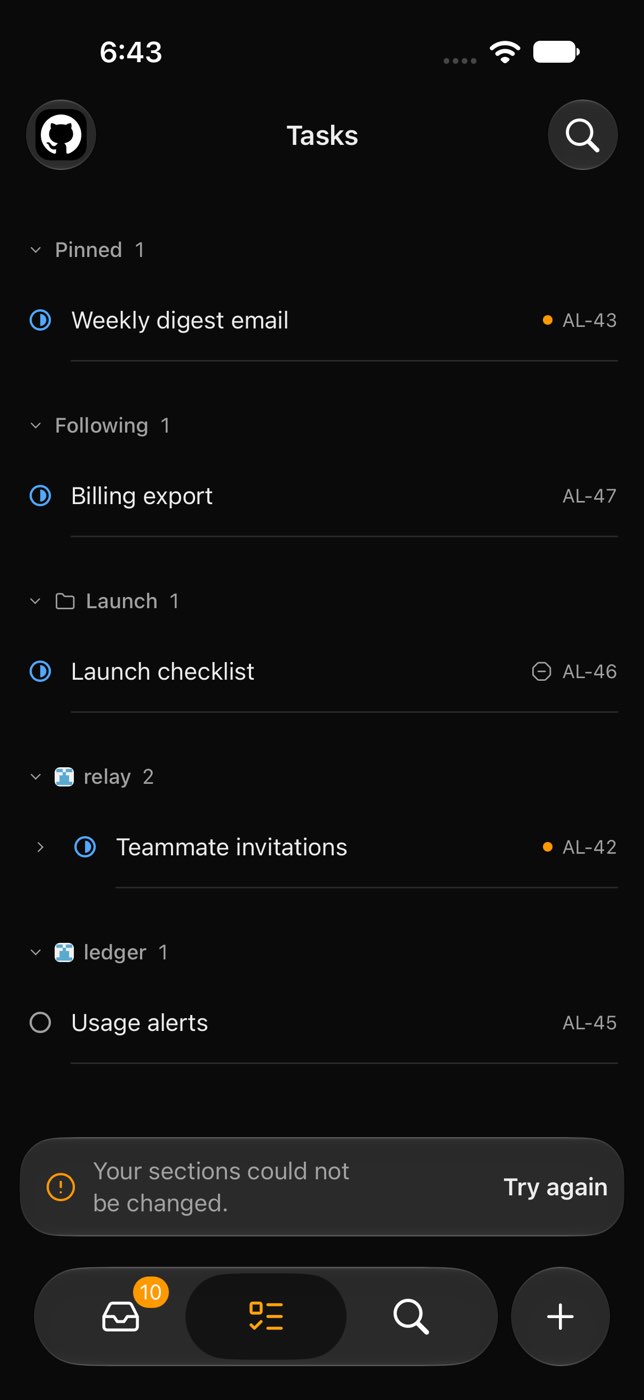 6:43
Tasks
Pinned 1
Weekly digest email AL-43
Following 1
Billing export AL-47
Launch 1
Launch checklist AL-46
relay 2
Teammate invitations AL-42
ledger 1
Usage alerts AL-45
Your sections could not
be changed.
Try again
10